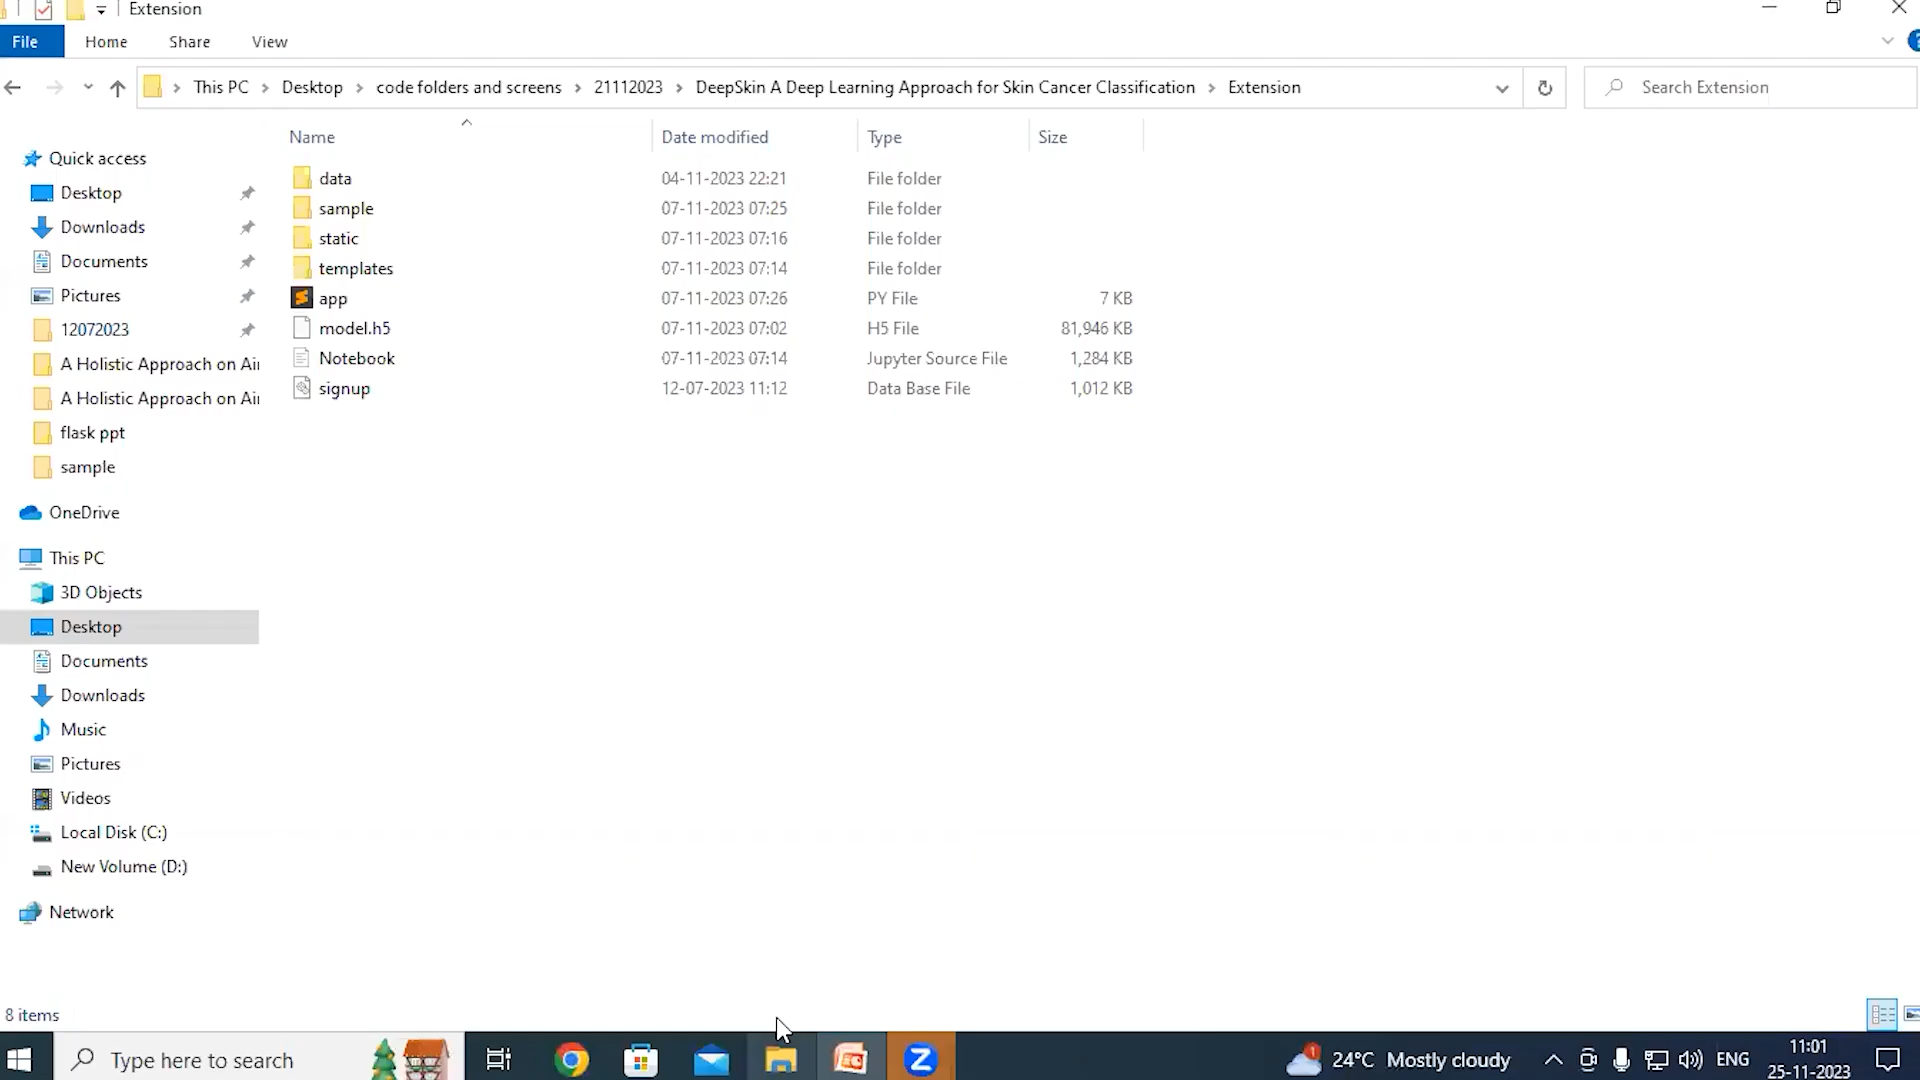 Extension
File Home Share View
This PC Desktop code folders and screens 21112023 DeepSkin A Deep Learning Approach for Skin Cancer Classification Extension
Search Extension
Name Date modified Type Size
Quick access
Desktop
Downloads
Documents
Pictures
12072023
A Holistic Approach on Air
A Holistic Approach on Air
flask ppt
sample
OneDrive
This PC
3D Objects
Desktop
Documents
Downloads
Music
Pictures
Videos
Local Disk (C:)
New Volume (D:)
Network
data 04-11-2023 22:21 File folder
sample 07-11-2023 07:25 File folder
static 07-11-2023 07:16 File folder
templates 07-11-2023 07:14 File folder
app 07-11-2023 07:26 PY File 7 KB
model.h5 07-11-2023 07:02 H5 File 81,946 KB
Notebook 07-11-2023 07:14 Jupyter Source File 1,284 KB
signup 12-07-2023 11:12 Data Base File 1,012 KB
8 items
Type here to search
24°C Mostly cloudy
ENG
11:01
25-11-2023